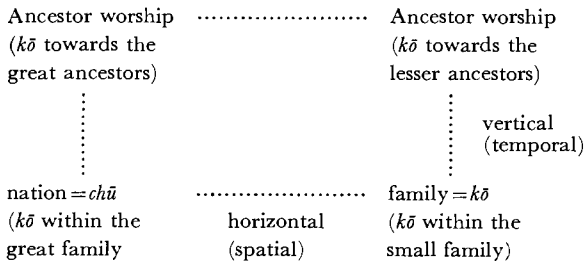 Ancestor worship ........................ Ancestor worship
(kō towards the (kō towards the
great ancestors) lesser ancestors)
vertical
(temporal)
nation=chū ........................ family=kō
(kō within the horizontal (kō within the
great family (spatial) small family)